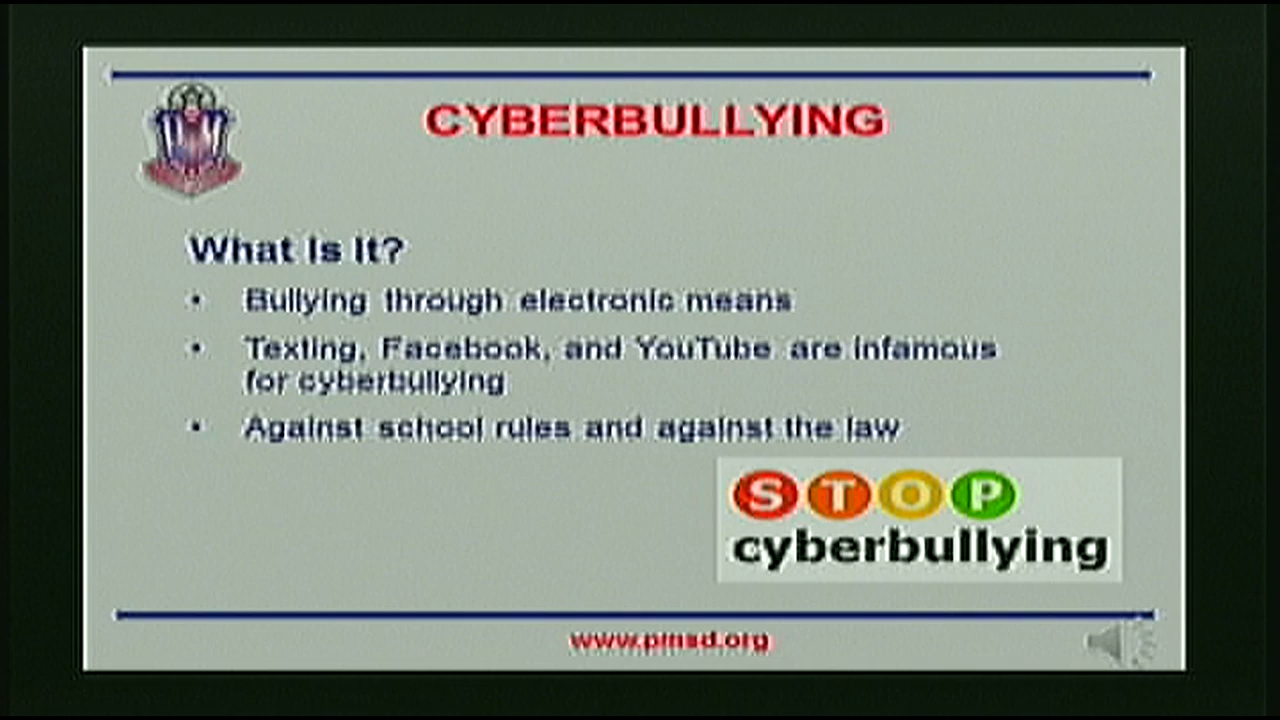 CYBERBULLYING
What Is It?
• Bullying through electronic means
• Texting, Facebook, and YouTube are infamous
for cyberbullying
• Against school rules and against the law
STOP
cyberbullying
www.pmsd.org